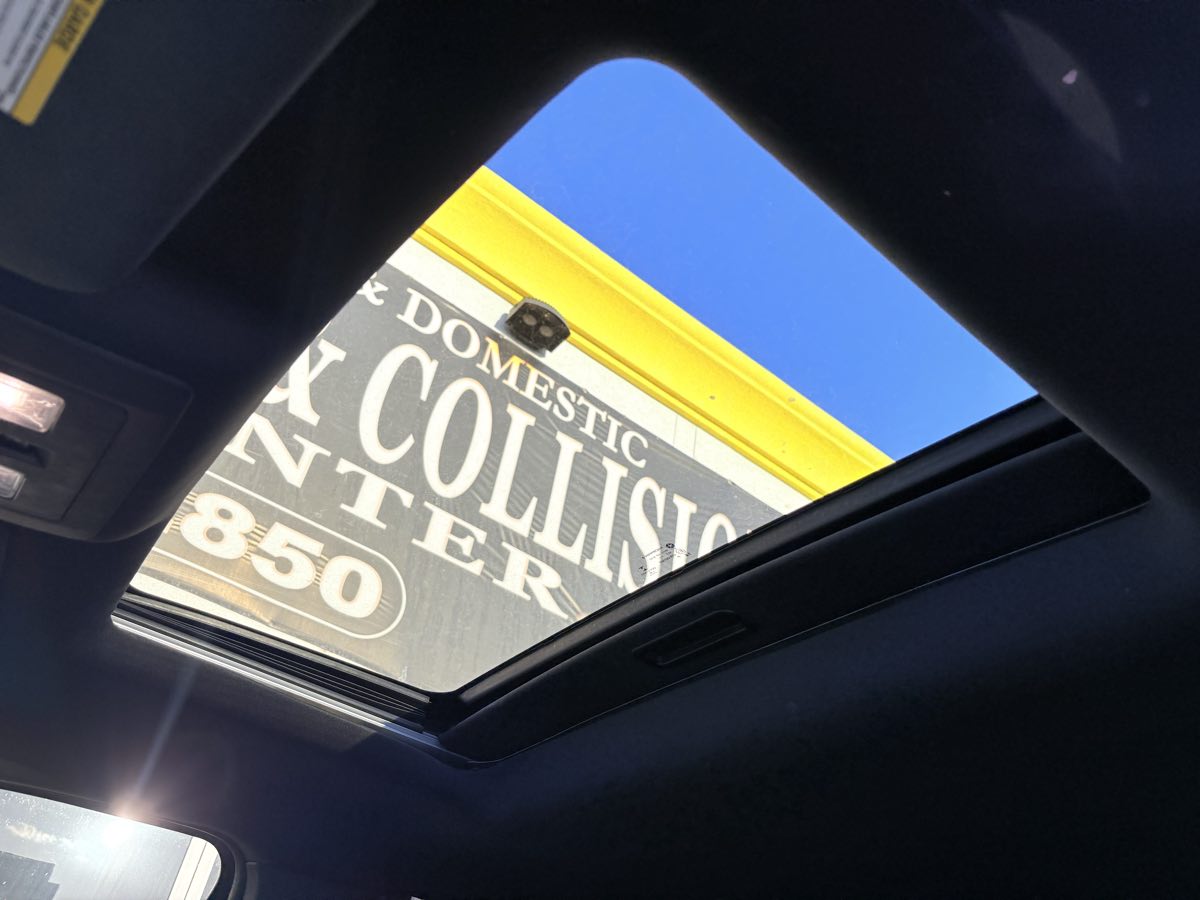 & DOMESTIC
& COLLISIO
NTER
850